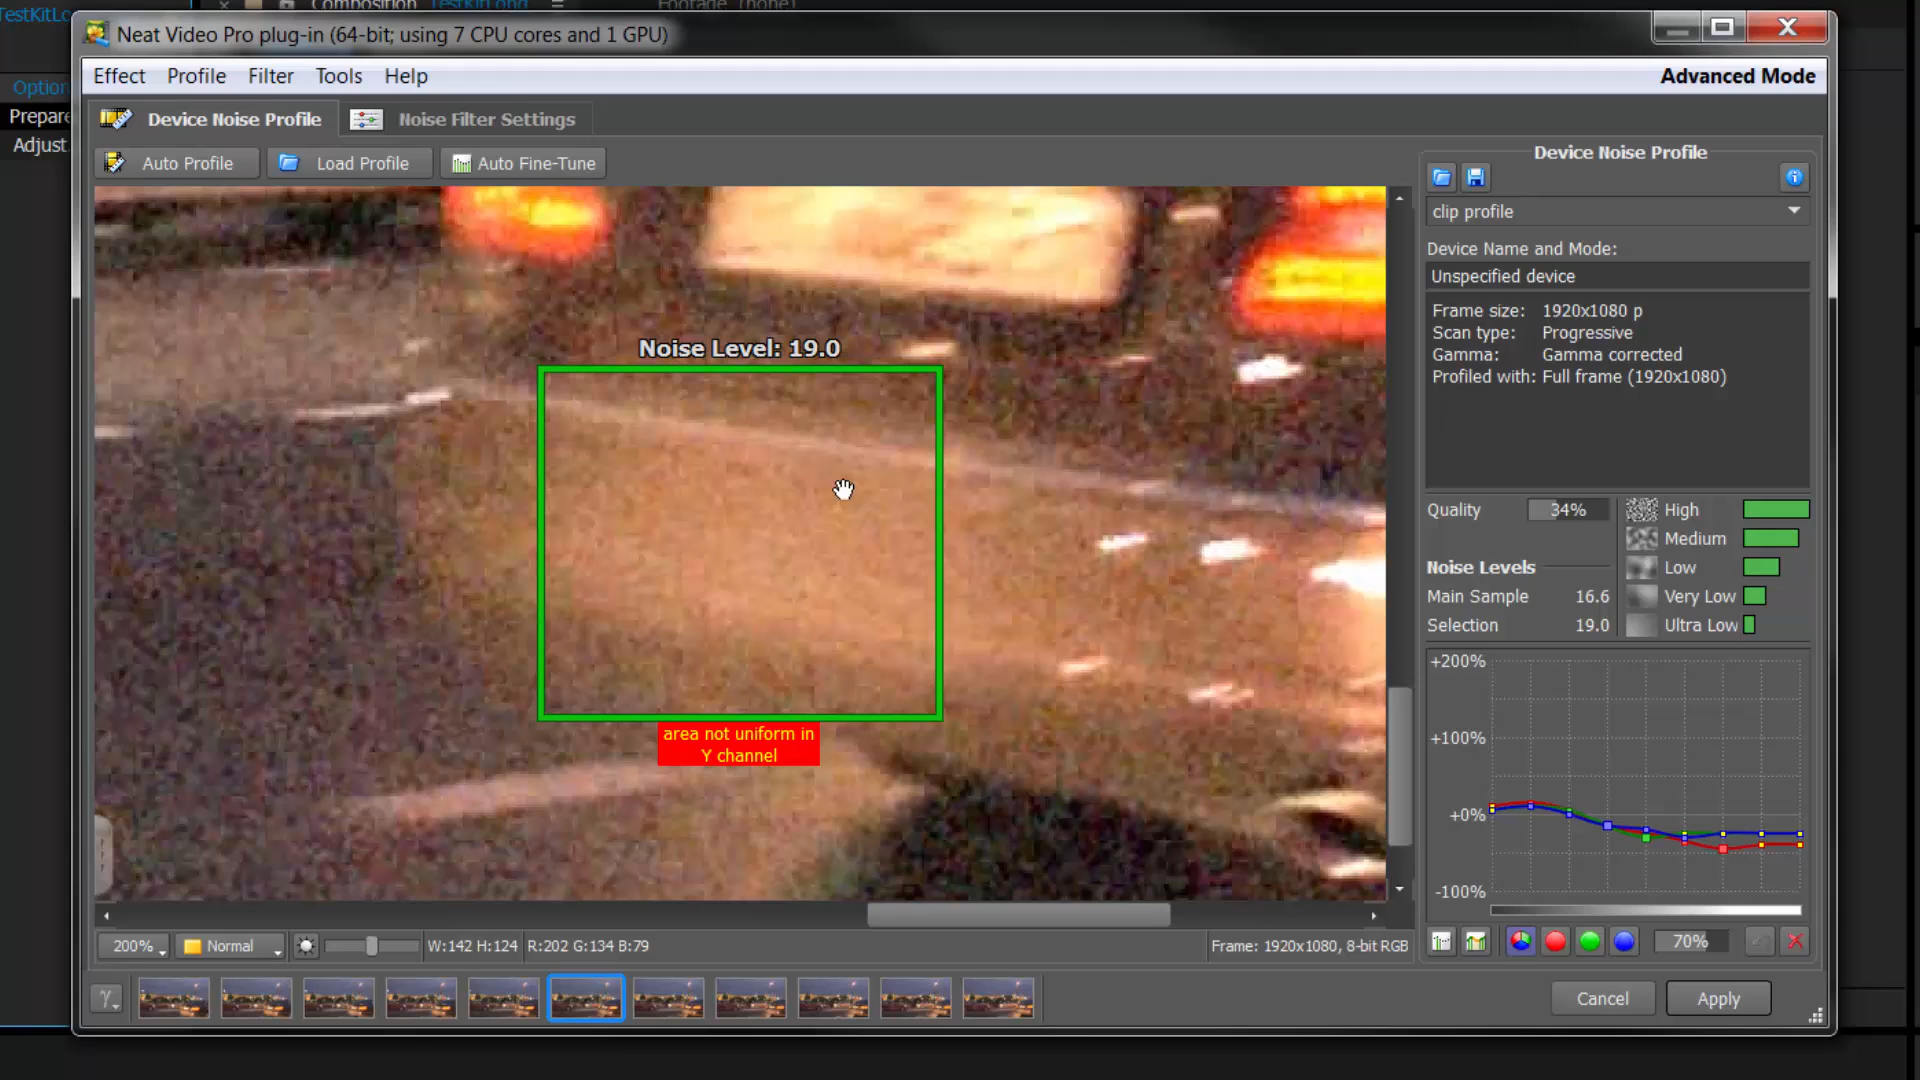 TestKitLo
Composition TestKitLong
Footage (none)
Option
Prepare
Adjust
Neat Video Pro plug-in (64-bit; using 7 CPU cores and 1 GPU)
Effect Profile Filter Tools Help
Advanced Mode
Device Noise Profile
Noise Filter Settings
Auto Profile
Load Profile
Auto Fine-Tune
Noise Level: 19.0
area not uniform in
Y channel
200%
Normal
W:142 H:124
R:202 G:134 B:79
Frame: 1920x1080, 8-bit RGB
Device Noise Profile
clip profile
Device Name and Mode:
Unspecified device
Frame size: 1920x1080 p
Scan type: Progressive
Gamma: Gamma corrected
Profiled with: Full frame (1920x1080)
Quality 34%
High
Medium
Noise Levels
Low
Main Sample 16.6
Very Low
Selection 19.0
Ultra Low
+200%
+100%
+0%
-100%
70%
γ
Cancel
Apply